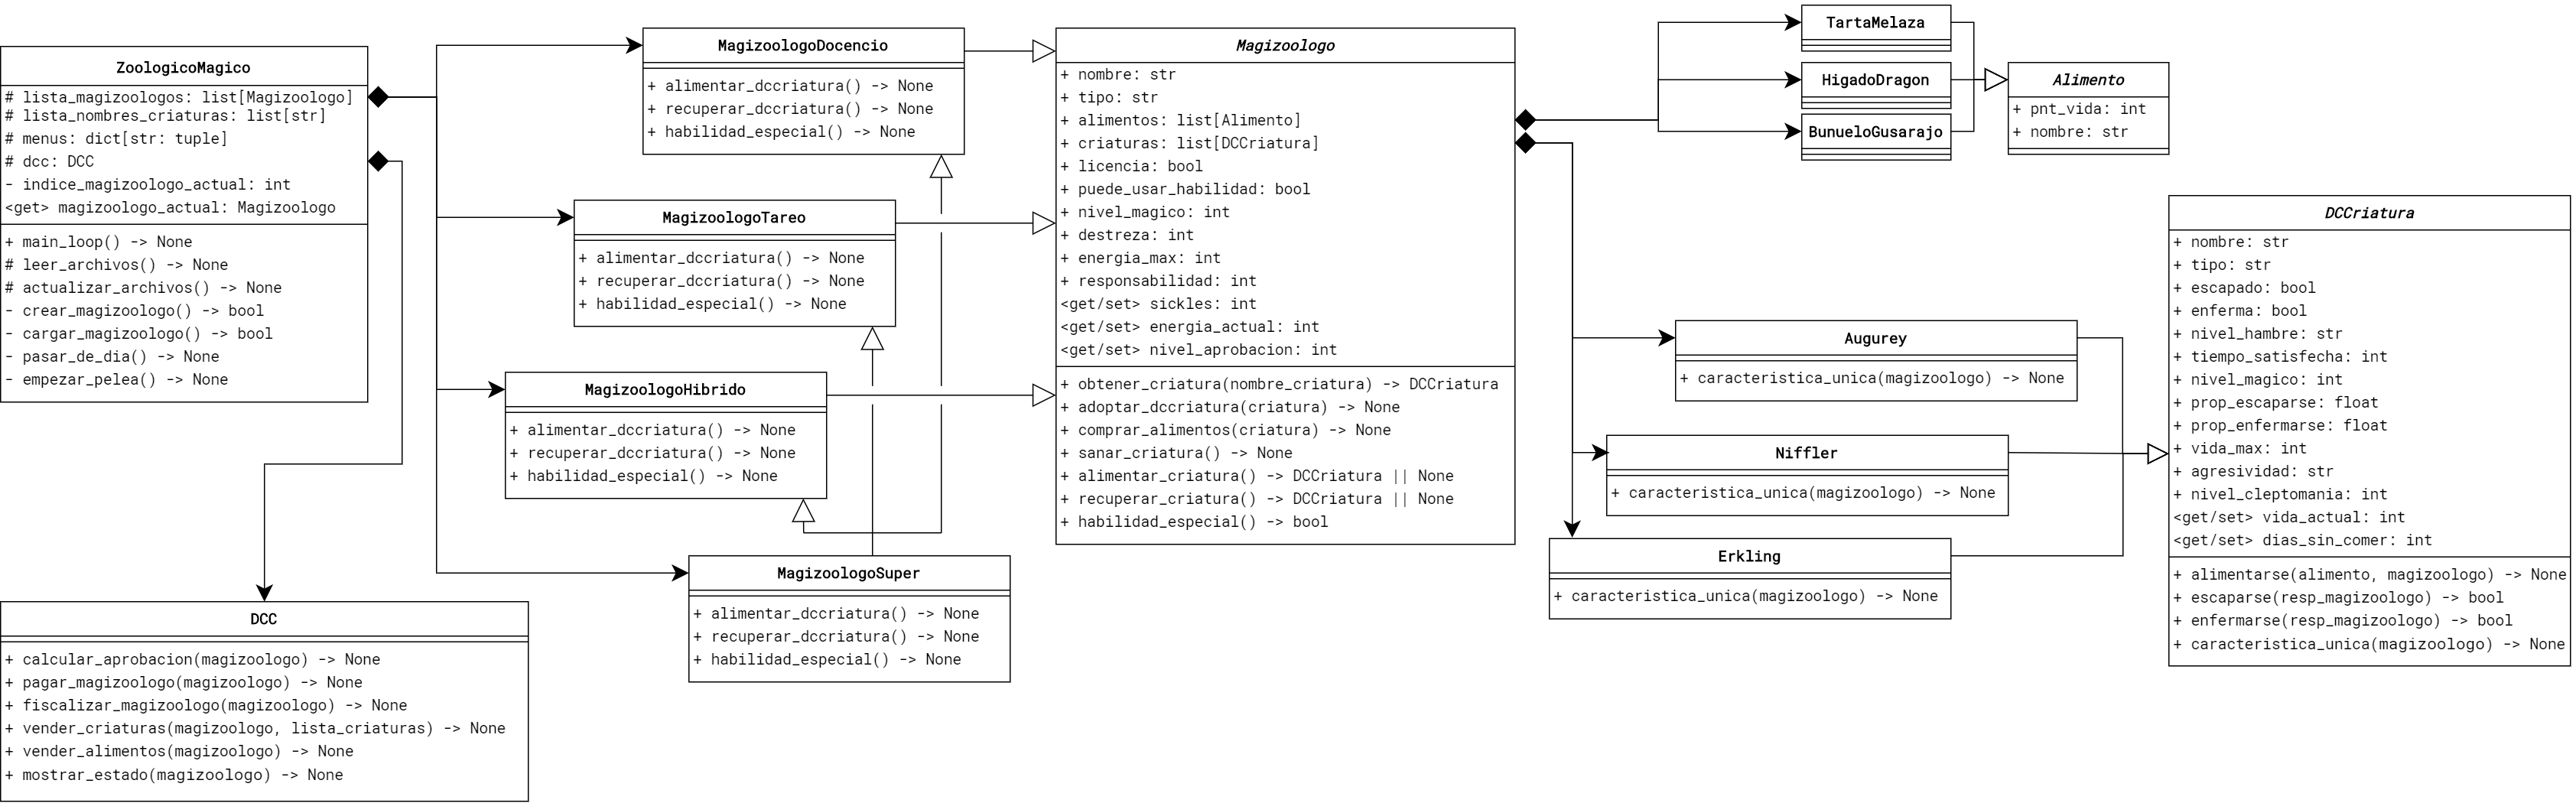 ZoologicoMagico
# lista_magizoologos: list[Magizoologo]
# lista_nombres_criaturas: list[str]
# menus: dict[str: tuple]
# dcc: DCC
- indice_magizoologo_actual: int
<get> magizoologo_actual: Magizoologo
+ main_loop() -> None
# leer_archivos() -> None
# actualizar_archivos() -> None
- crear_magizoologo() -> bool
- cargar_magizoologo() -> bool
- pasar_de_dia() -> None
- empezar_pelea() -> None
DCC
+ calcular_aprobacion(magizoologo) -> None
+ pagar_magizoologo(magizoologo) -> None
+ fiscalizar_magizoologo(magizoologo) -> None
+ vender_criaturas(magizoologo, lista_criaturas) -> None
+ vender_alimentos(magizoologo) -> None
+ mostrar_estado(magizoologo) -> None
MagizoologoDocencio
+ alimentar_dccriatura() -> None
+ recuperar_dccriatura() -> None
+ habilidad_especial() -> None
MagizoologoTareo
+ alimentar_dccriatura() -> None
+ recuperar_dccriatura() -> None
+ habilidad_especial() -> None
MagizoologoHibrido
+ alimentar_dccriatura() -> None
+ recuperar_dccriatura() -> None
+ habilidad_especial() -> None
MagizoologoSuper
+ alimentar_dccriatura() -> None
+ recuperar_dccriatura() -> None
+ habilidad_especial() -> None
Magizoologo
+ nombre: str
+ tipo: str
+ alimentos: list[Alimento]
+ criaturas: list[DCCriatura]
+ licencia: bool
+ puede_usar_habilidad: bool
+ nivel_magico: int
+ destreza: int
+ energia_max: int
+ responsabilidad: int
<get/set> sickles: int
<get/set> energia_actual: int
<get/set> nivel_aprobacion: int
+ obtener_criatura(nombre_criatura) -> DCCriatura
+ adoptar_dccriatura(criatura) -> None
+ comprar_alimentos(criatura) -> None
+ sanar_criatura() -> None
+ alimentar_criatura() -> DCCriatura || None
+ recuperar_criatura() -> DCCriatura || None
+ habilidad_especial() -> bool
TartaMelaza
HigadoDragon
BunueloGusarajo
Alimento
+ pnt_vida: int
+ nombre: str
Augurey
+ caracteristica_unica(magizoologo) -> None
Niffler
+ caracteristica_unica(magizoologo) -> None
Erkling
+ caracteristica_unica(magizoologo) -> None
DCCriatura
+ nombre: str
+ tipo: str
+ escapado: bool
+ enferma: bool
+ nivel_hambre: str
+ tiempo_satisfecha: int
+ nivel_magico: int
+ prop_escaparse: float
+ prop_enfermarse: float
+ vida_max: int
+ agresividad: str
+ nivel_cleptomania: int
<get/set> vida_actual: int
<get/set> dias_sin_comer: int
+ alimentarse(alimento, magizoologo) -> None
+ escaparse(resp_magizoologo) -> bool
+ enfermarse(resp_magizoologo) -> bool
+ caracteristica_unica(magizoologo) -> None